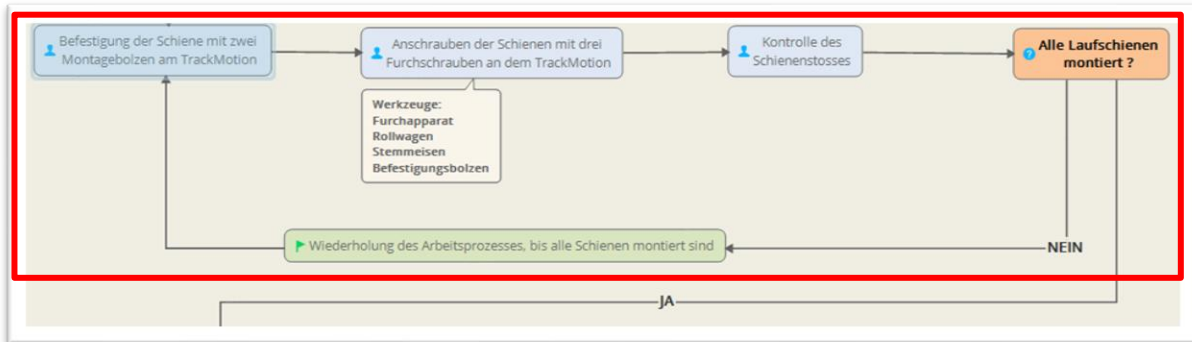 Befestigung der Schiene mit zwei
Montagebolzen am TrackMotion
Anschrauben der Schienen mit drei
Furchschrauben an dem TrackMotion
Kontrolle des
Schienenstosses
Alle Laufschienen
montiert ?
Werkzeuge:
Furchapparat
Rollwagen
Stemmeisen
Befestigungsbolzen
Wiederholung des Arbeitsprozesses, bis alle Schienen montiert sind
NEIN
JA